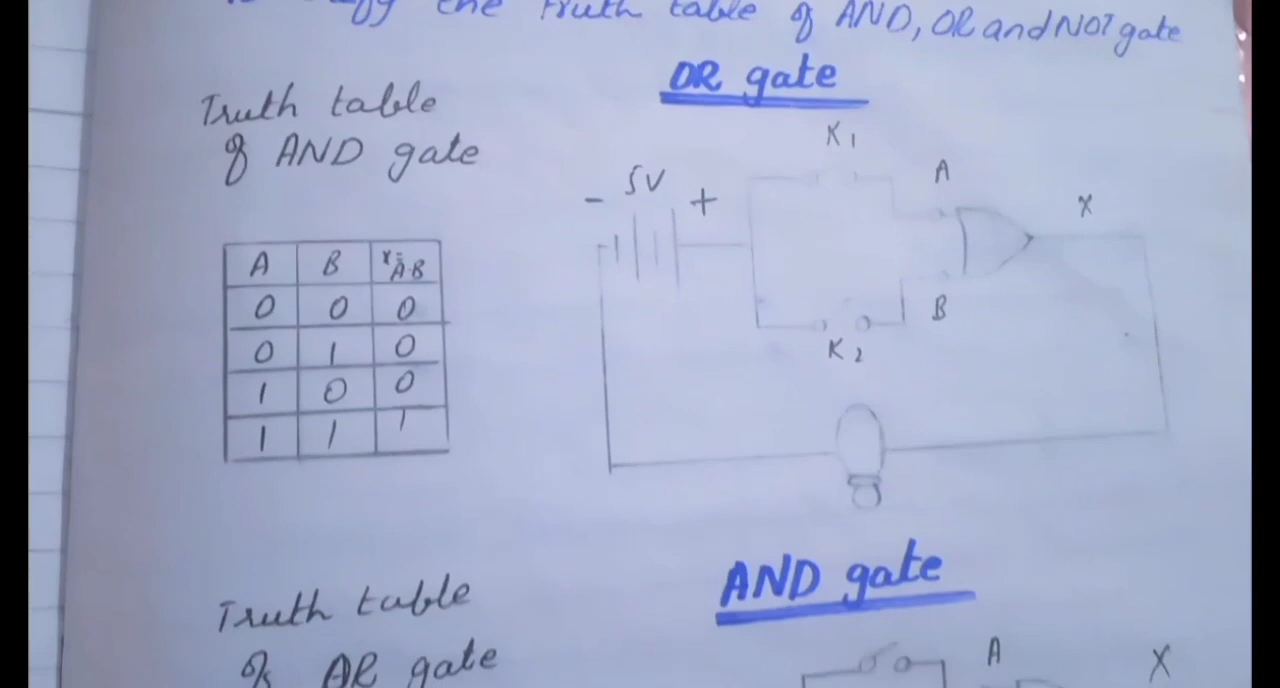 the truth table of AND, OR and NOT gate
OR gate
Truth table
of AND gate
K1
- 5V +
A
X
B
K2
A B X=A.B
0 0 0
0 1 0
1 0 0
1 1 1
AND gate
Truth table
of OR gate
A
X